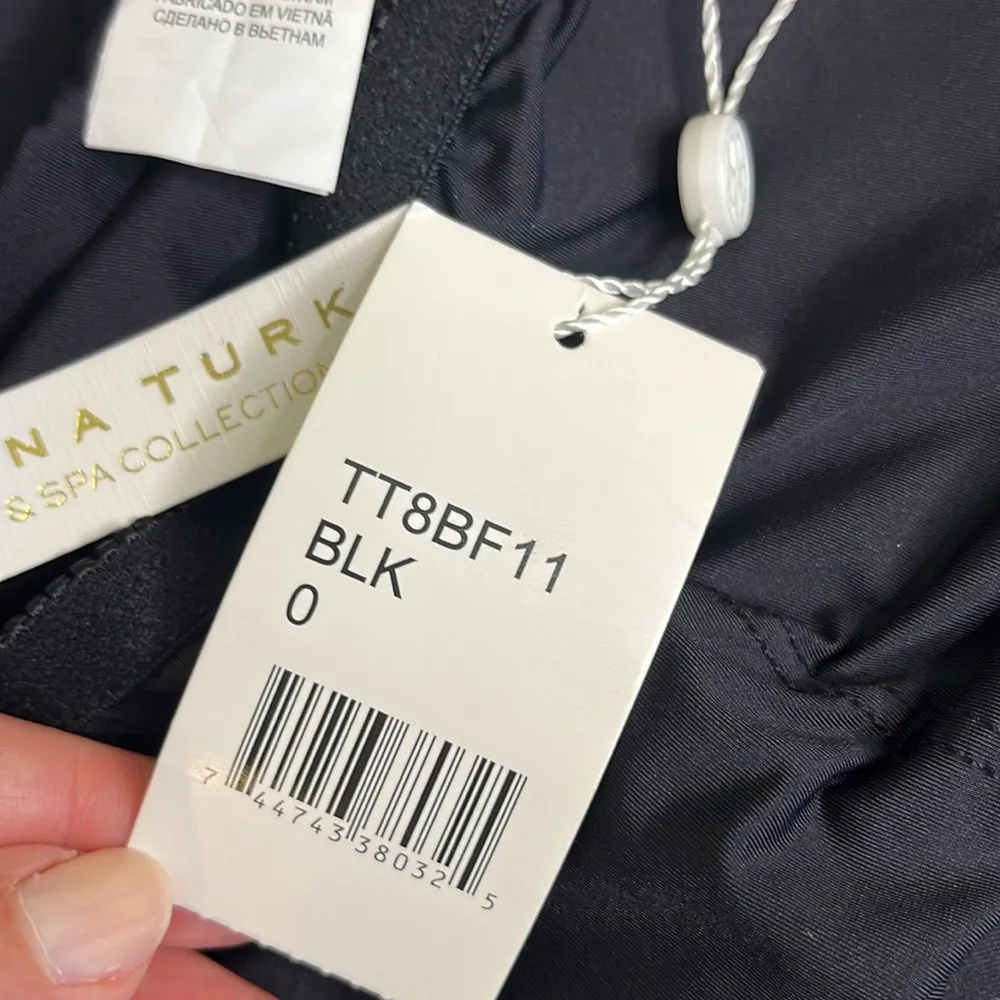 FABRICADO EM VIETNÃ
СДЕЛАНО В ВЬЕТНАМ
NA TURK
& SPA COLLECTION
TT8BF11
BLK
0
7 44743 38032 5